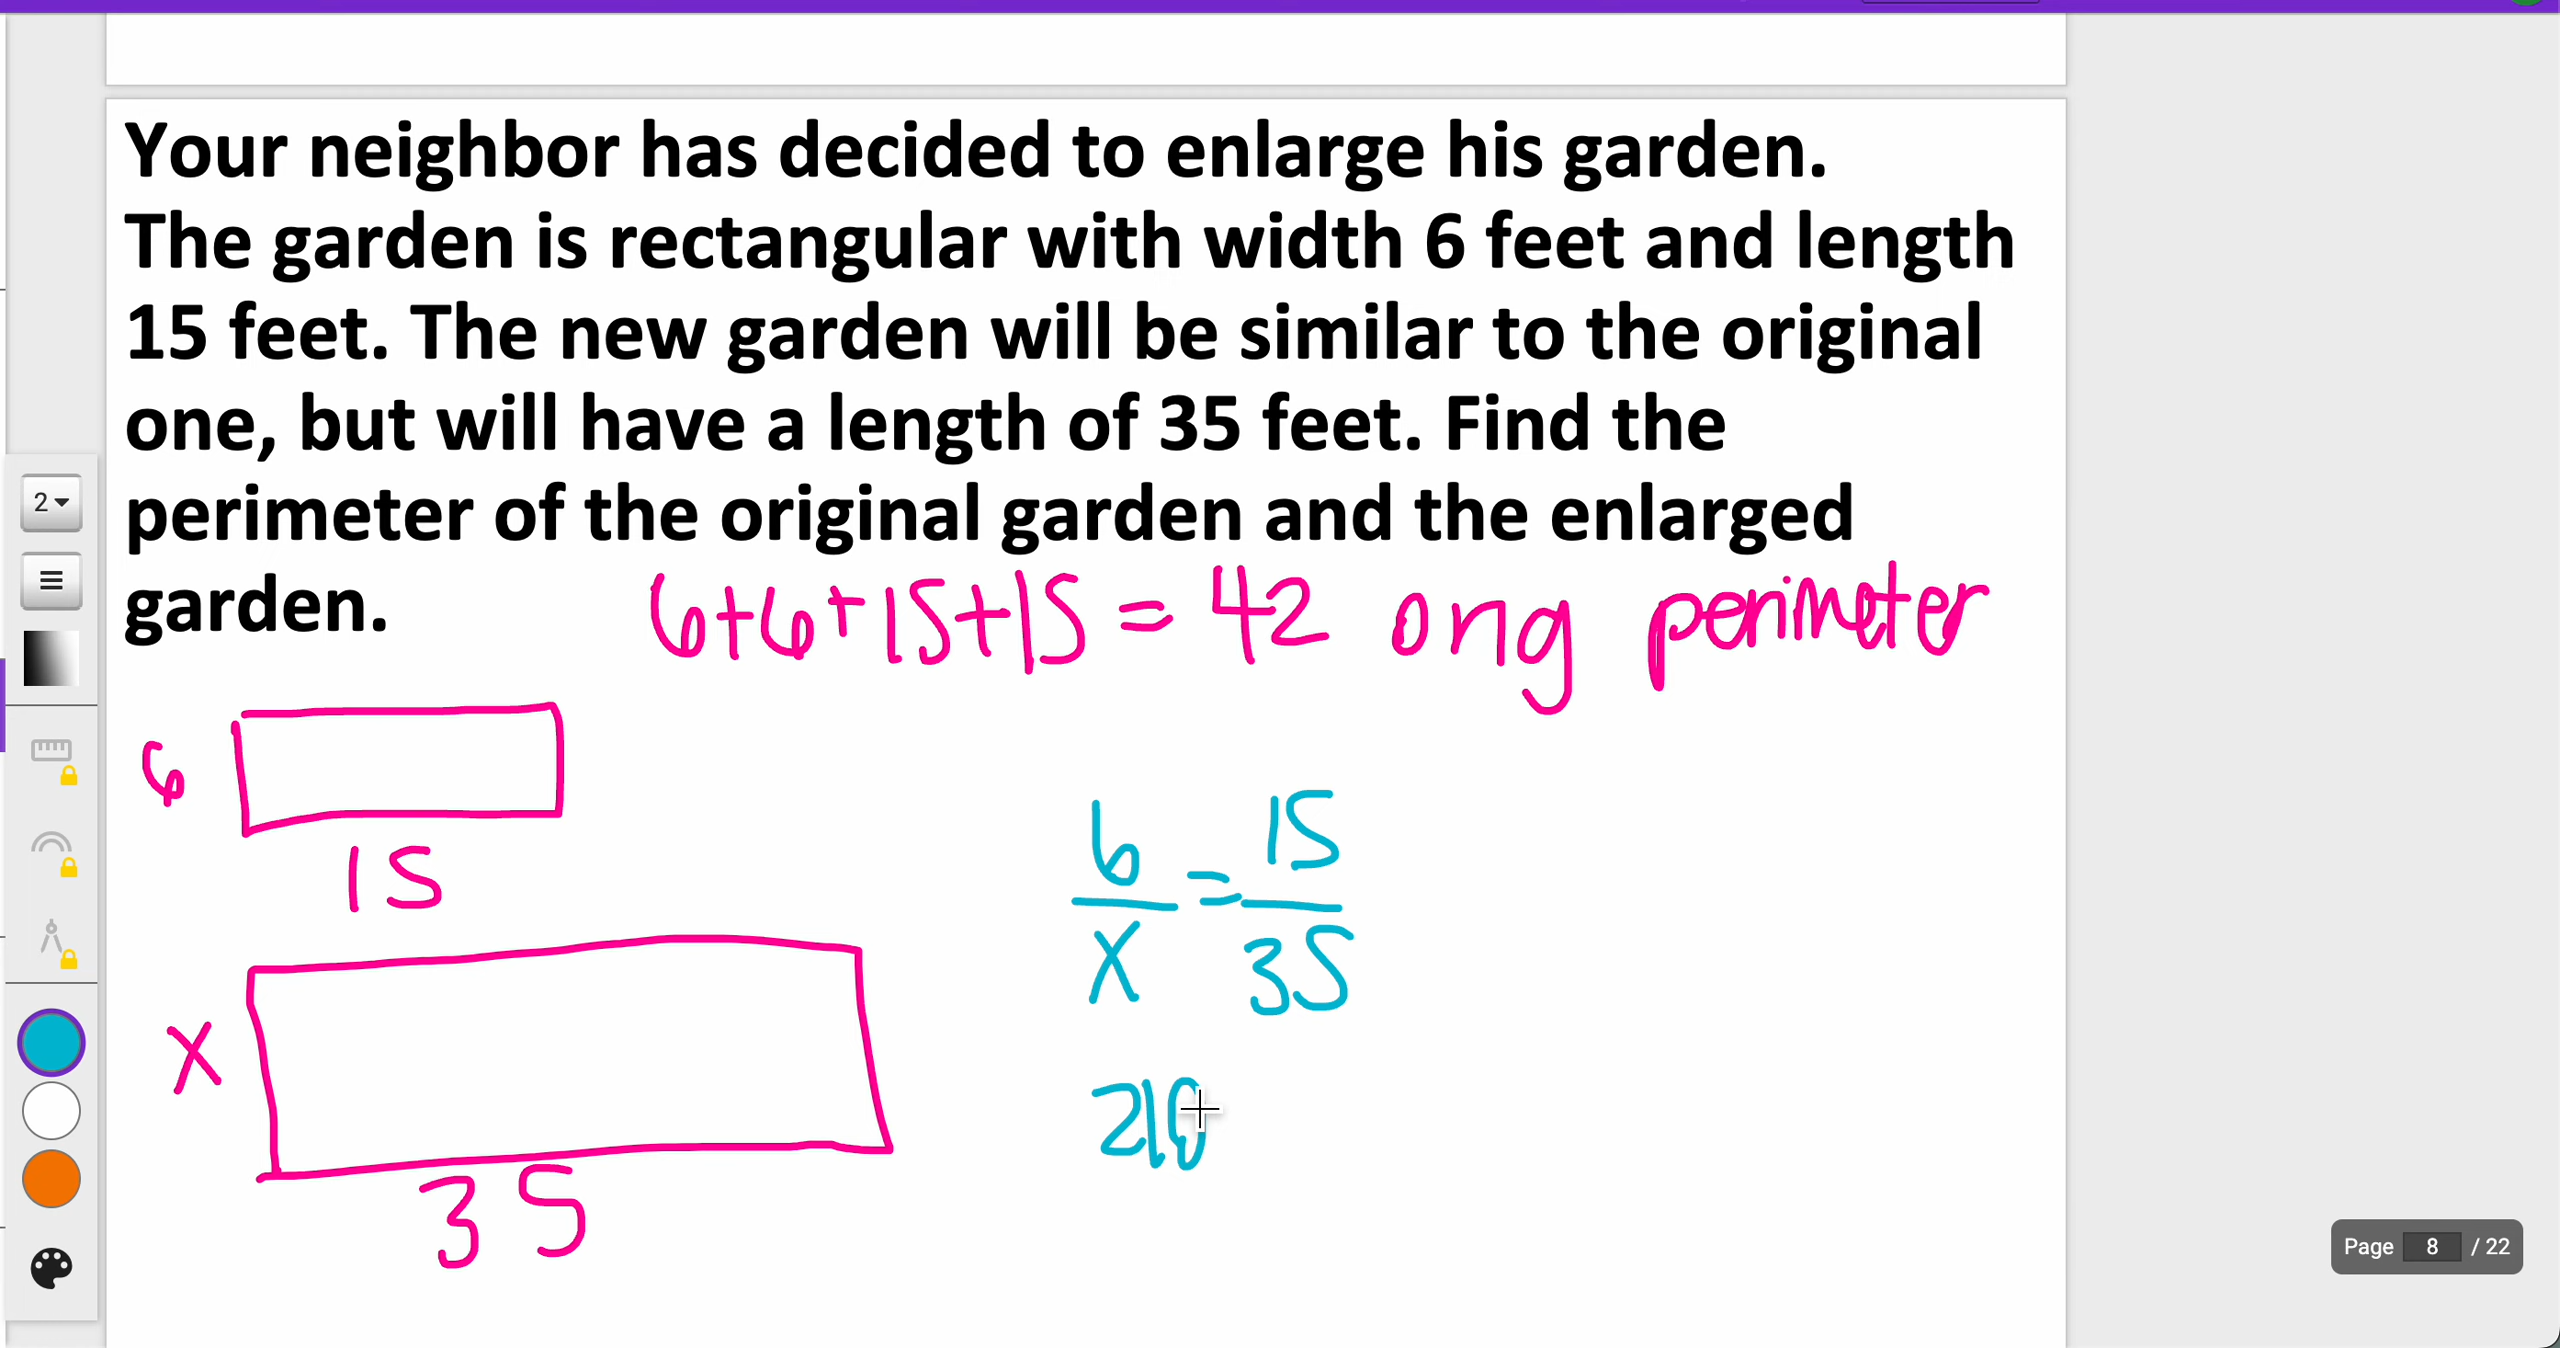 Your neighbor has decided to enlarge his garden.
The garden is rectangular with width 6 feet and length
15 feet. The new garden will be similar to the original
one, but will have a length of 35 feet. Find the
perimeter of the original garden and the enlarged
garden.
6+6+15+15 = 42 orig perimeter
6
15
6/x = 15/35
x
35
210
2
Page 8 / 22